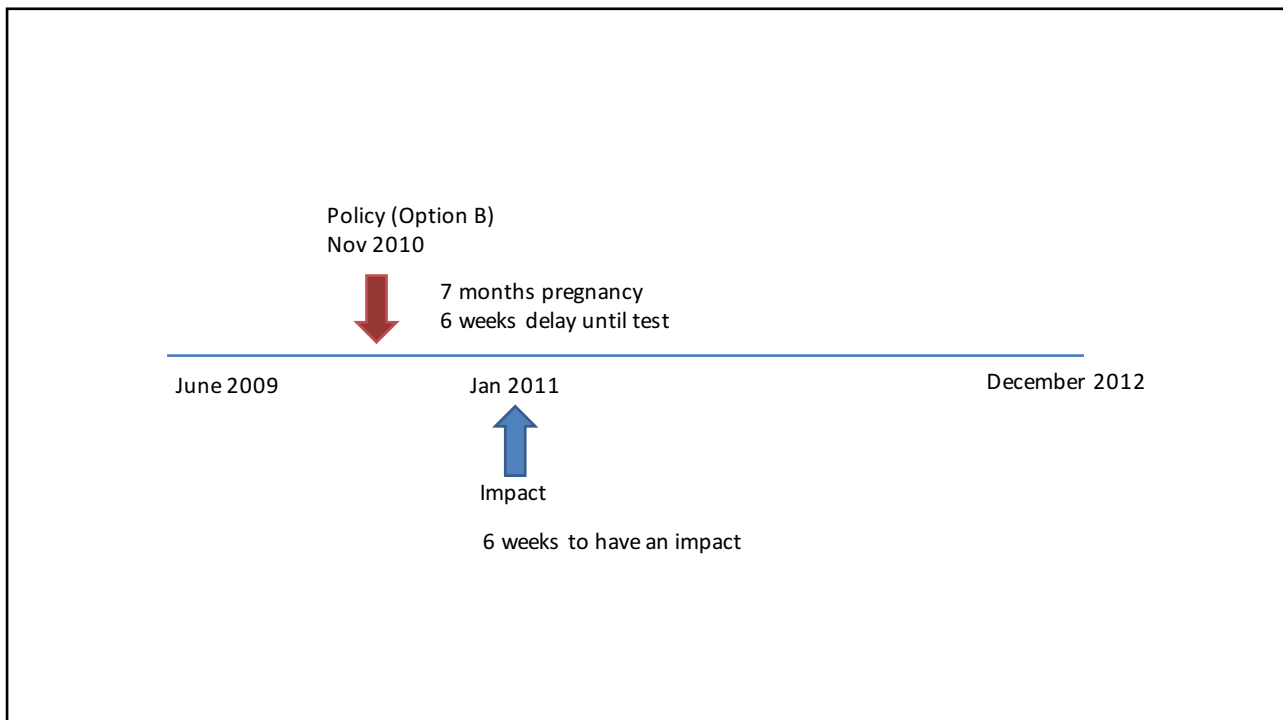 Policy (Option B)
Nov 2010
7 months pregnancy
6 weeks delay until test
June 2009
Jan 2011
December 2012
Impact
6 weeks to have an impact